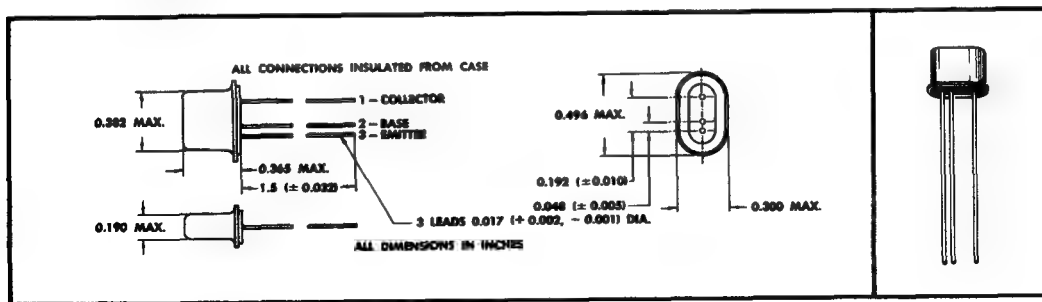 ALL CONNECTIONS INSULATED FROM CASE
1 – COLLECTOR
0.382 MAX.
2 – BASE
3 – EMITTER
0.365 MAX.
1.5 (± 0.032)
0.190 MAX.
3 LEADS 0.017 (+ 0.002, – 0.001) DIA.
ALL DIMENSIONS IN INCHES
0.496 MAX.
0.192 (±0.010)
0.048 (± 0.005)
0.300 MAX.